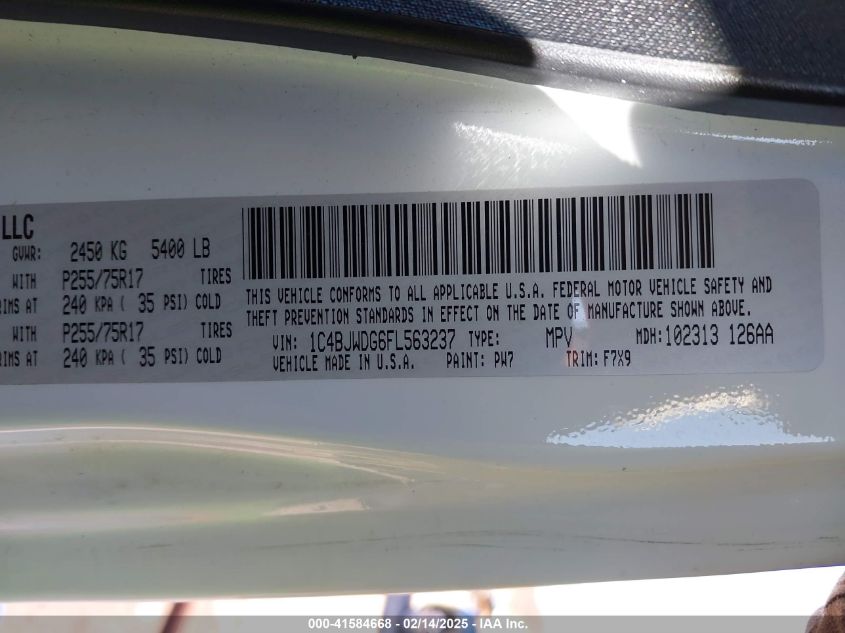 LLC
GVWR: 2450 KG 5400 LB
WITH P255/75R17 TIRES
RIMS AT 240 KPA ( 35 PSI) COLD
WITH P255/75R17 TIRES
RIMS AT 240 KPA ( 35 PSI) COLD
THIS VEHICLE CONFORMS TO ALL APPLICABLE U.S.A. FEDERAL MOTOR VEHICLE SAFETY AND
THEFT PREVENTION STANDARDS IN EFFECT ON THE DATE OF MANUFACTURE SHOWN ABOVE.
VIN: 1C4BJWDG6FL563237 TYPE: MPV MDH:102313 126AA
VEHICLE MADE IN U.S.A. PAINT: PW7 TRIM: F7X9
000-41584668 - 02/14/2025 - IAA Inc.